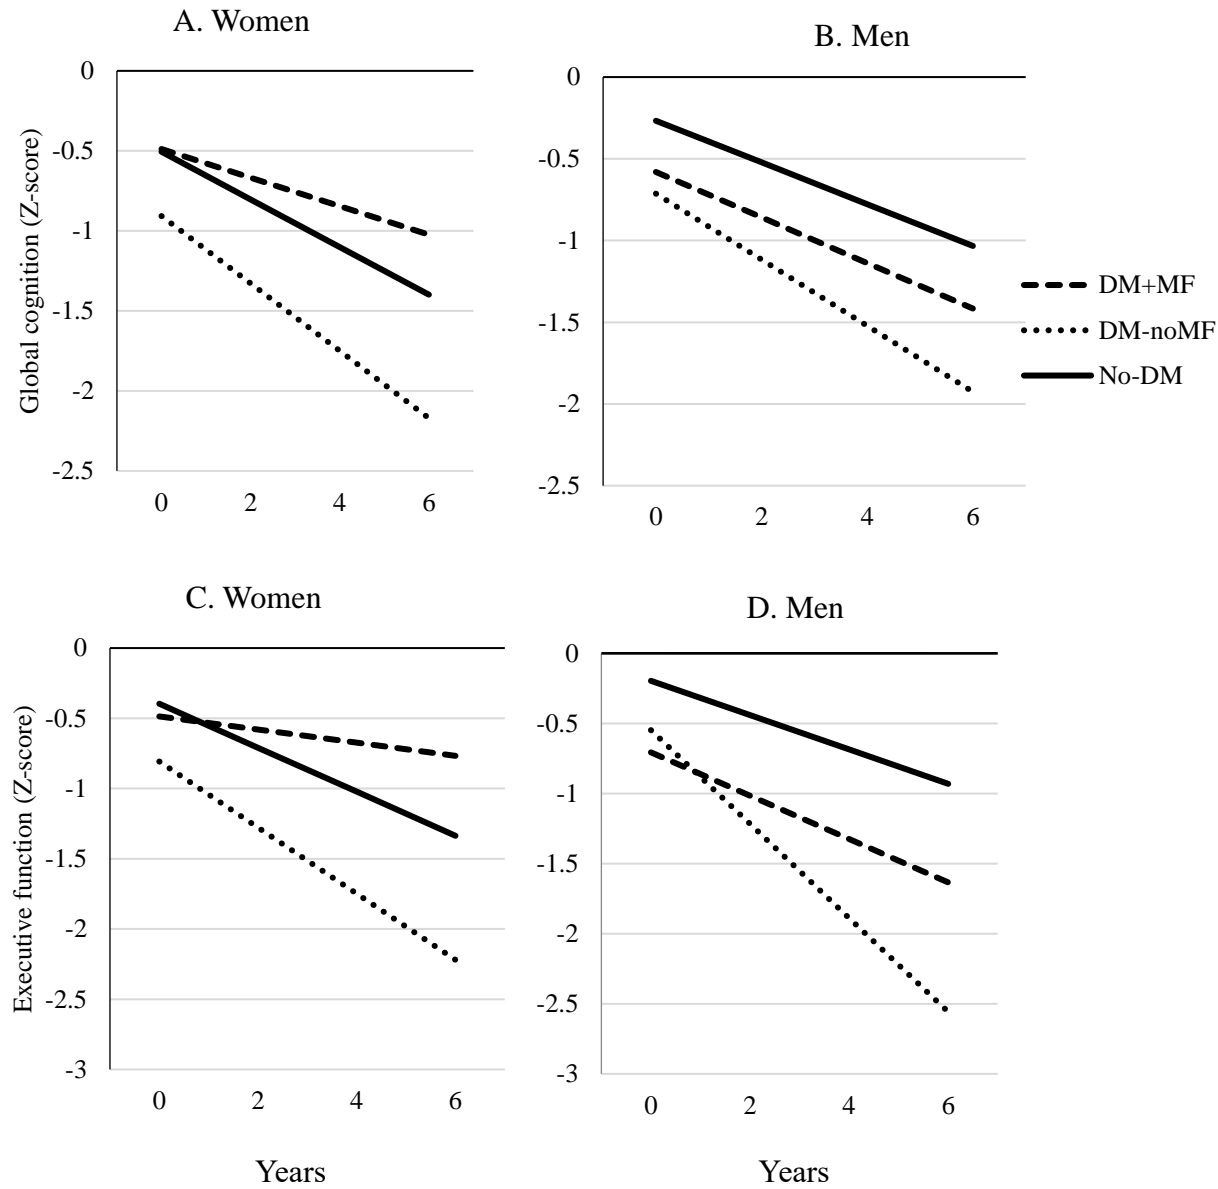 A. Women
0
-0.5
-1
-1.5
-2
-2.5
0 2 4 6
Global cognition (Z-score)
B. Men
0
-0.5
-1
-1.5
-2
-2.5
0 2 4 6
DM+MF
DM-noMF
No-DM
C. Women
0
-0.5
-1
-1.5
-2
-2.5
-3
0 2 4 6
Executive function (Z-score)
Years
D. Men
0
-0.5
-1
-1.5
-2
-2.5
-3
0 2 4 6
Years